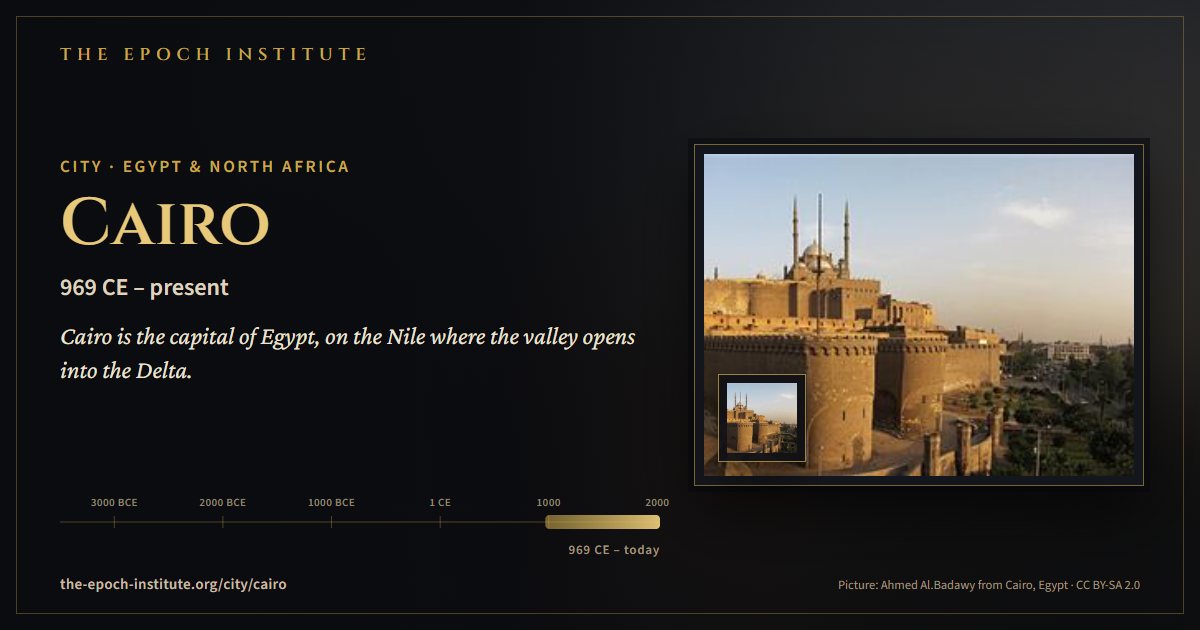 THE EPOCH INSTITUTE
CITY · EGYPT & NORTH AFRICA
CAIRO
969 CE – present
Cairo is the capital of Egypt, on the Nile where the valley opens
into the Delta.
3000 BCE 2000 BCE 1000 BCE 1 CE 1000 2000
969 CE – today
the-epoch-institute.org/city/cairo
Picture: Ahmed Al.Badawy from Cairo, Egypt · CC BY-SA 2.0